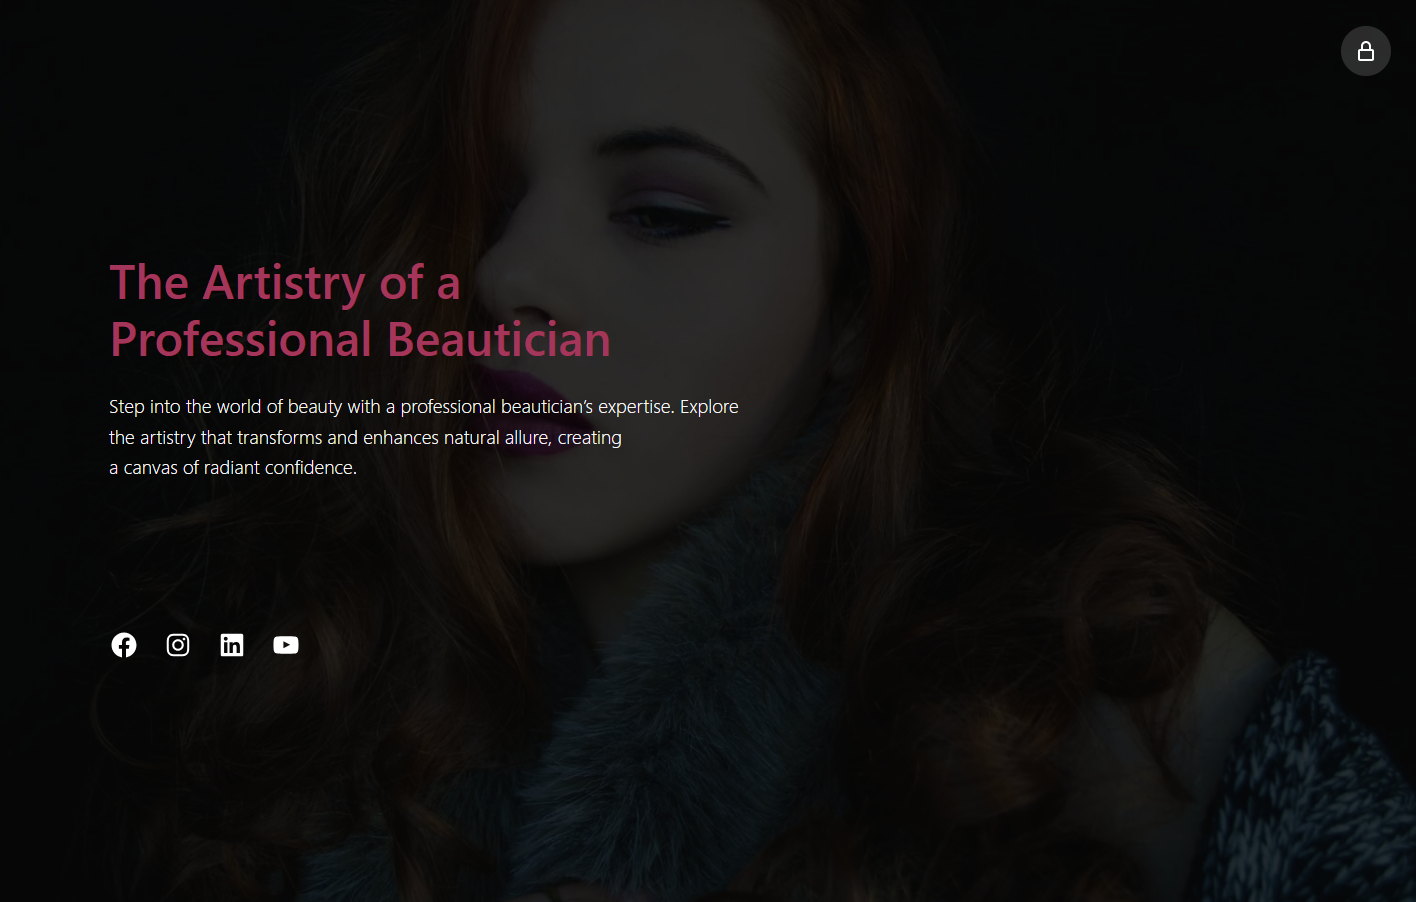 The Artistry of a
Professional Beautician
Step into the world of beauty with a professional beautician’s expertise. Explore
the artistry that transforms and enhances natural allure, creating
a canvas of radiant confidence.